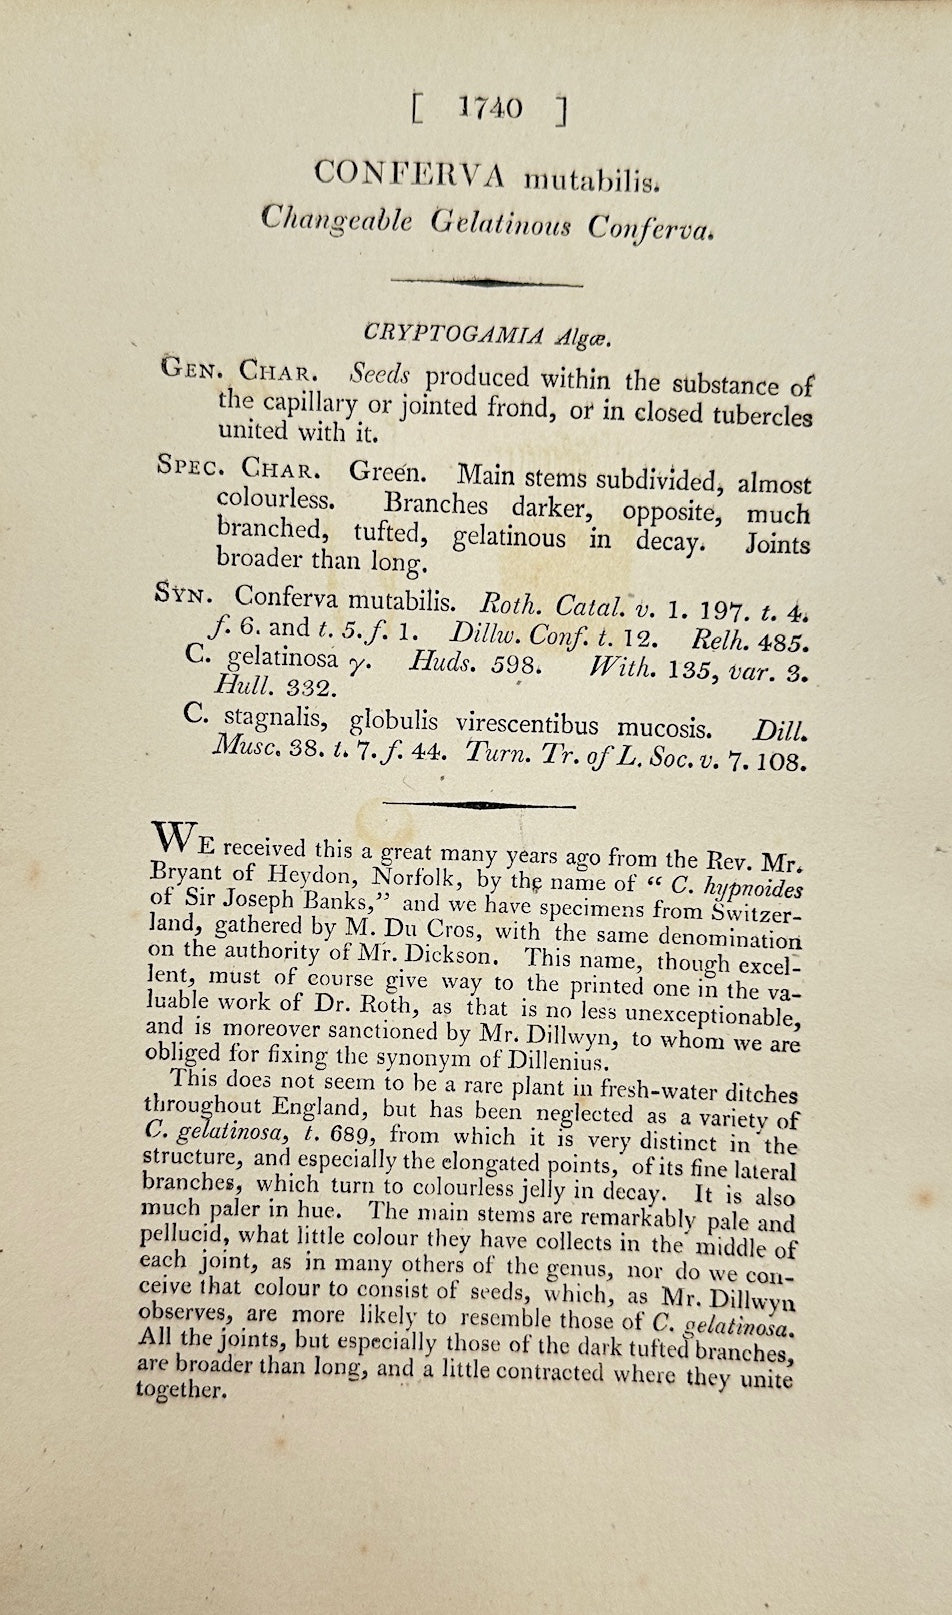 [ 1740 ]
CONFERVA mutabilis.
Changeable Gelatinous Conferva.
CRYPTOGAMIA Algæ.
GEN. CHAR. Seeds produced within the substance of
the capillary or jointed frond, or in closed tubercles
united with it.
SPEC. CHAR. Green. Main stems subdivided, almost
colourless. Branches darker, opposite, much
branched, tufted, gelatinous in decay. Joints
broader than long.
SYN. Conferva mutabilis. Roth. Catal. v. 1. 197. t. 4.
f. 6. and t. 5. f. 1. Dillw. Conf. t. 12. Relh. 485.
C. gelatinosa γ. Huds. 598. With. 135, var. 3.
Hull. 332.
C. stagnalis, globulis virescentibus mucosis. Dill.
Musc. 38. t. 7. f. 44. Turn. Tr. of L. Soc. v. 7. 108.
WE received this a great many years ago from the Rev. Mr.
Bryant of Heydon, Norfolk, by the name of “ C. hypnoides
of Sir Joseph Banks,” and we have specimens from Switzer-
land, gathered by M. Du Cros, with the same denomination
on the authority of Mr. Dickson. This name, though excel-
lent, must of course give way to the printed one in the va-
luable work of Dr. Roth, as that is no less unexceptionable,
and is moreover sanctioned by Mr. Dillwyn, to whom we are
obliged for fixing the synonym of Dillenius.
This does not seem to be a rare plant in fresh-water ditches
throughout England, but has been neglected as a variety of
C. gelatinosa, t. 689, from which it is very distinct in the
structure, and especially the elongated points, of its fine lateral
branches, which turn to colourless jelly in decay. It is also
much paler in hue. The main stems are remarkably pale and
pellucid, what little colour they have collects in the middle of
each joint, as in many others of the genus, nor do we con-
ceive that colour to consist of seeds, which, as Mr. Dillwyn
observes, are more likely to resemble those of C. gelatinosa.
All the joints, but especially those of the dark tufted branches,
are broader than long, and a little contracted where they unite
together.